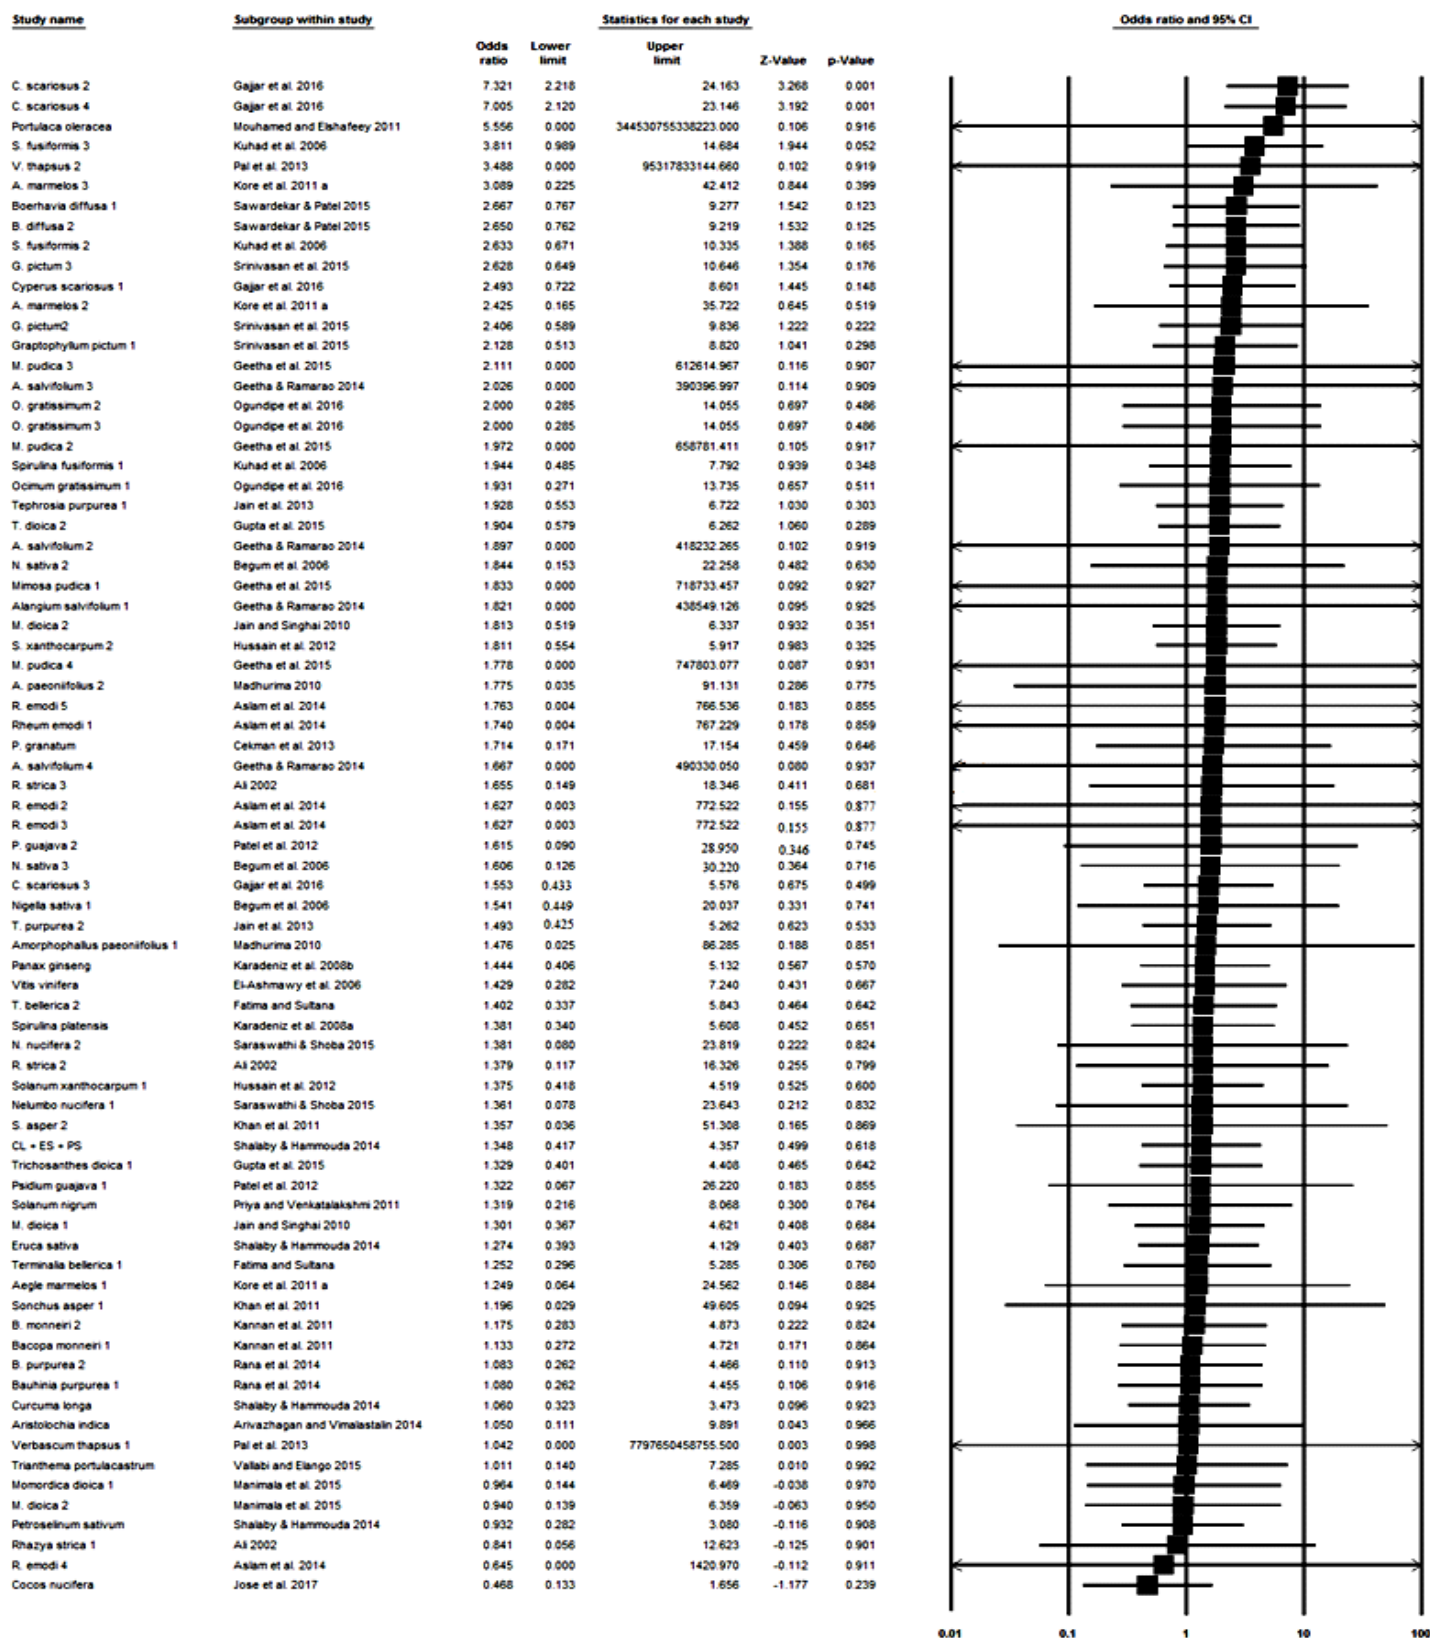 Study name Subgroup within study Statistics for each study Odds ratio and 95% CI
Odds ratio Lower limit Upper limit Z-Value p-Value
C. scariosus 2 Gajjar et al. 2016 7.321 2.218 24.163 3.268 0.001
C. scariosus 4 Gajjar et al. 2016 7.005 2.120 23.146 3.192 0.001
Portulaca oleracea Mouhamed and Elshafeey 2011 5.556 0.000 344530755338223.000 0.106 0.916
S. fusiformis 3 Kuhad et al. 2006 3.811 0.989 14.684 1.944 0.052
V. thapsus 2 Pal et al. 2013 3.488 0.000 95317833144.660 0.102 0.919
A. marmelos 3 Kore et al. 2011 a 3.089 0.225 42.412 0.844 0.399
Boerhavia diffusa 1 Sawardekar & Patel 2015 2.667 0.767 9.277 1.542 0.123
B. diffusa 2 Sawardekar & Patel 2015 2.650 0.762 9.219 1.532 0.125
S. fusiformis 2 Kuhad et al. 2006 2.633 0.671 10.335 1.388 0.165
G. pictum 3 Srinivasan et al. 2015 2.628 0.649 10.646 1.354 0.176
Cyperus scariosus 1 Gajjar et al. 2016 2.493 0.722 8.601 1.445 0.148
A. marmelos 2 Kore et al. 2011 a 2.425 0.165 35.722 0.645 0.519
G. pictum2 Srinivasan et al. 2015 2.406 0.589 9.836 1.222 0.222
Graptophyllum pictum 1 Srinivasan et al. 2015 2.128 0.513 8.820 1.041 0.298
M. pudica 3 Geetha et al. 2015 2.111 0.000 612614.967 0.116 0.907
A. salvifolium 3 Geetha & Ramarao 2014 2.026 0.000 390396.997 0.114 0.909
O. gratissimum 2 Ogundipe et al. 2016 2.000 0.285 14.055 0.697 0.486
O. gratissimum 3 Ogundipe et al. 2016 2.000 0.285 14.055 0.697 0.486
M. pudica 2 Geetha et al. 2015 1.972 0.000 658781.411 0.105 0.917
Spirulina fusiformis 1 Kuhad et al. 2006 1.944 0.485 7.792 0.939 0.348
Ocimum gratissimum 1 Ogundipe et al. 2016 1.931 0.271 13.735 0.657 0.511
Tephrosia purpurea 1 Jain et al. 2013 1.928 0.553 6.722 1.030 0.303
T. dioica 2 Gupta et al. 2015 1.904 0.579 6.262 1.060 0.289
A. salvifolium 2 Geetha & Ramarao 2014 1.897 0.000 418232.265 0.102 0.919
N. sativa 2 Begum et al. 2006 1.844 0.153 22.258 0.482 0.630
Mimosa pudica 1 Geetha et al. 2015 1.833 0.000 718733.457 0.092 0.927
Alangium salvifolium 1 Geetha & Ramarao 2014 1.821 0.000 438549.126 0.095 0.925
M. dioica 2 Jain and Singhai 2010 1.813 0.519 6.337 0.932 0.351
S. xanthocarpum 2 Hussain et al. 2012 1.811 0.554 5.917 0.983 0.325
M. pudica 4 Geetha et al. 2015 1.778 0.000 747803.077 0.087 0.931
A. paeoniifolius 2 Madhurima 2010 1.775 0.035 91.131 0.286 0.775
R. emodi 5 Aslam et al. 2014 1.763 0.004 766.536 0.183 0.855
Rheum emodi 1 Aslam et al. 2014 1.740 0.004 767.229 0.178 0.859
P. granatum Cekman et al. 2013 1.714 0.171 17.154 0.459 0.646
A. salvifolium 4 Geetha & Ramarao 2014 1.667 0.000 490330.050 0.080 0.937
R. strica 3 Ali 2002 1.655 0.149 18.346 0.411 0.681
R. emodi 2 Aslam et al. 2014 1.627 0.003 772.522 0.155 0.877
R. emodi 3 Aslam et al. 2014 1.627 0.003 772.522 0.155 0.877
P. guajava 2 Patel et al. 2012 1.615 0.090 28.950 0.346 0.745
N. sativa 3 Begum et al. 2006 1.606 0.126 30.220 0.364 0.716
C. scariosus 3 Gajjar et al. 2016 1.553 0.433 5.576 0.675 0.499
Nigella sativa 1 Begum et al. 2006 1.541 0.449 20.037 0.331 0.741
T. purpurea 2 Jain et al. 2013 1.493 0.425 5.262 0.623 0.533
Amorphophallus paeoniifolius 1 Madhurima 2010 1.476 0.025 86.285 0.188 0.851
Panax ginseng Karadeniz et al. 2008b 1.444 0.406 5.132 0.567 0.570
Vitis vinifera El-Ashmawy et al. 2006 1.429 0.282 7.240 0.431 0.667
T. bellerica 2 Fatima and Sultana 1.402 0.337 5.843 0.464 0.642
Spirulina platensis Karadeniz et al. 2008a 1.381 0.340 5.608 0.452 0.651
N. nucifera 2 Saraswathi & Shoba 2015 1.381 0.080 23.819 0.222 0.824
R. strica 2 Ali 2002 1.379 0.117 16.326 0.255 0.799
Solanum xanthocarpum 1 Hussain et al. 2012 1.375 0.418 4.519 0.525 0.600
Nelumbo nucifera 1 Saraswathi & Shoba 2015 1.361 0.078 23.643 0.212 0.832
S. asper 2 Khan et al. 2011 1.357 0.036 51.308 0.165 0.869
CL + ES + PS Shalaby & Hammouda 2014 1.348 0.417 4.357 0.499 0.618
Trichosanthes dioica 1 Gupta et al. 2015 1.329 0.401 4.408 0.465 0.642
Psidium guajava 1 Patel et al. 2012 1.322 0.067 26.220 0.183 0.855
Solanum nigrum Priya and Venkatalakshmi 2011 1.319 0.216 8.068 0.300 0.764
M. dioica 1 Jain and Singhai 2010 1.301 0.367 4.621 0.408 0.684
Eruca sativa Shalaby & Hammouda 2014 1.274 0.393 4.129 0.403 0.687
Terminalia bellerica 1 Fatima and Sultana 1.252 0.296 5.285 0.306 0.760
Aegle marmelos 1 Kore et al. 2011 a 1.249 0.064 24.562 0.146 0.884
Sonchus asper 1 Khan et al. 2011 1.196 0.029 49.605 0.094 0.925
B. monneiri 2 Kannan et al. 2011 1.175 0.283 4.873 0.222 0.824
Bacopa monneiri 1 Kannan et al. 2011 1.133 0.272 4.721 0.171 0.864
B. purpurea 2 Rana et al. 2014 1.083 0.262 4.466 0.110 0.913
Bauhinia purpurea 1 Rana et al. 2014 1.080 0.262 4.455 0.106 0.916
Curcuma longa Shalaby & Hammouda 2014 1.060 0.323 3.473 0.096 0.923
Aristolochia indica Arivazhagan and Vimalastalin 2014 1.050 0.111 9.891 0.043 0.966
Verbascum thapsus 1 Pal et al. 2013 1.042 0.000 7797650458755.500 0.003 0.998
Trianthema portulacastrum Vallabi and Elango 2015 1.011 0.140 7.285 0.010 0.992
Momordica dioica 1 Manimala et al. 2015 0.964 0.144 6.469 -0.038 0.970
M. dioica 2 Manimala et al. 2015 0.940 0.139 6.359 -0.063 0.950
Petroselinum sativum Shalaby & Hammouda 2014 0.932 0.282 3.080 -0.116 0.908
Rhazya strica 1 Ali 2002 0.841 0.056 12.623 -0.125 0.901
R. emodi 4 Aslam et al. 2014 0.645 0.000 1420.970 -0.112 0.911
Cocos nucifera Jose et al. 2017 0.468 0.133 1.656 -1.177 0.239
0.01 0.1 1 10 100